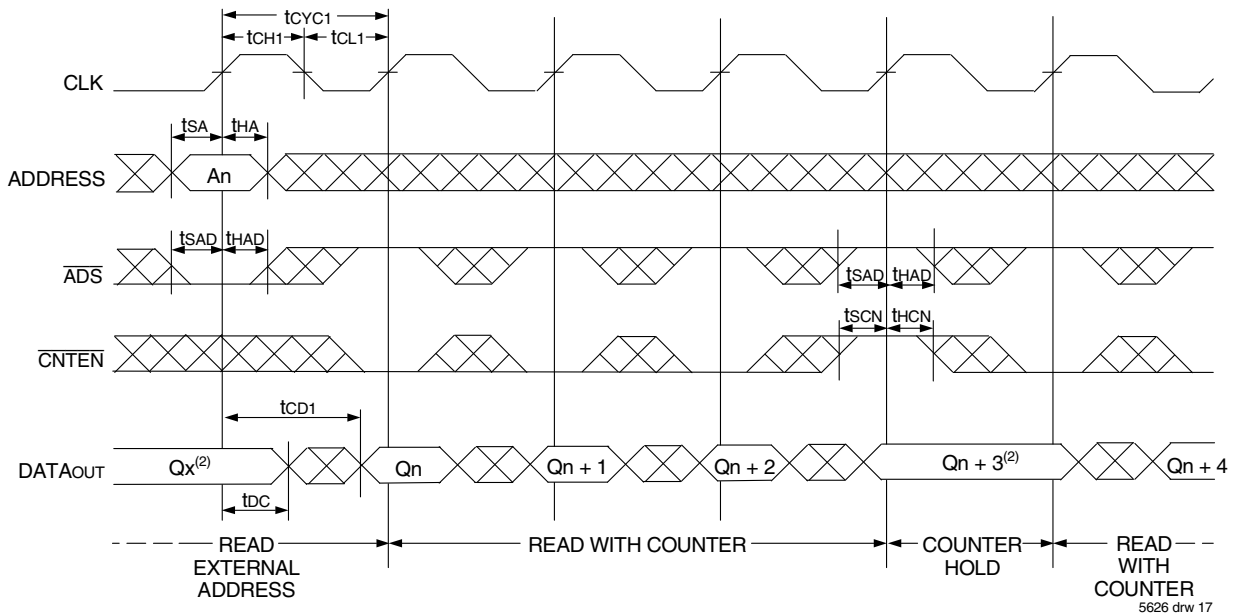 tCYC1
tCH1 tCL1
CLK
tSA tHA
ADDRESS An
tSAD tHAD
ADS
tSAD tHAD
tSCN tHCN
CNTEN
tCD1
DATAOUT Qx(2) Qn Qn + 1 Qn + 2 Qn + 3(2) Qn + 4
tDC
READ EXTERNAL ADDRESS
READ WITH COUNTER
COUNTER HOLD
READ WITH COUNTER
5626 drw 17